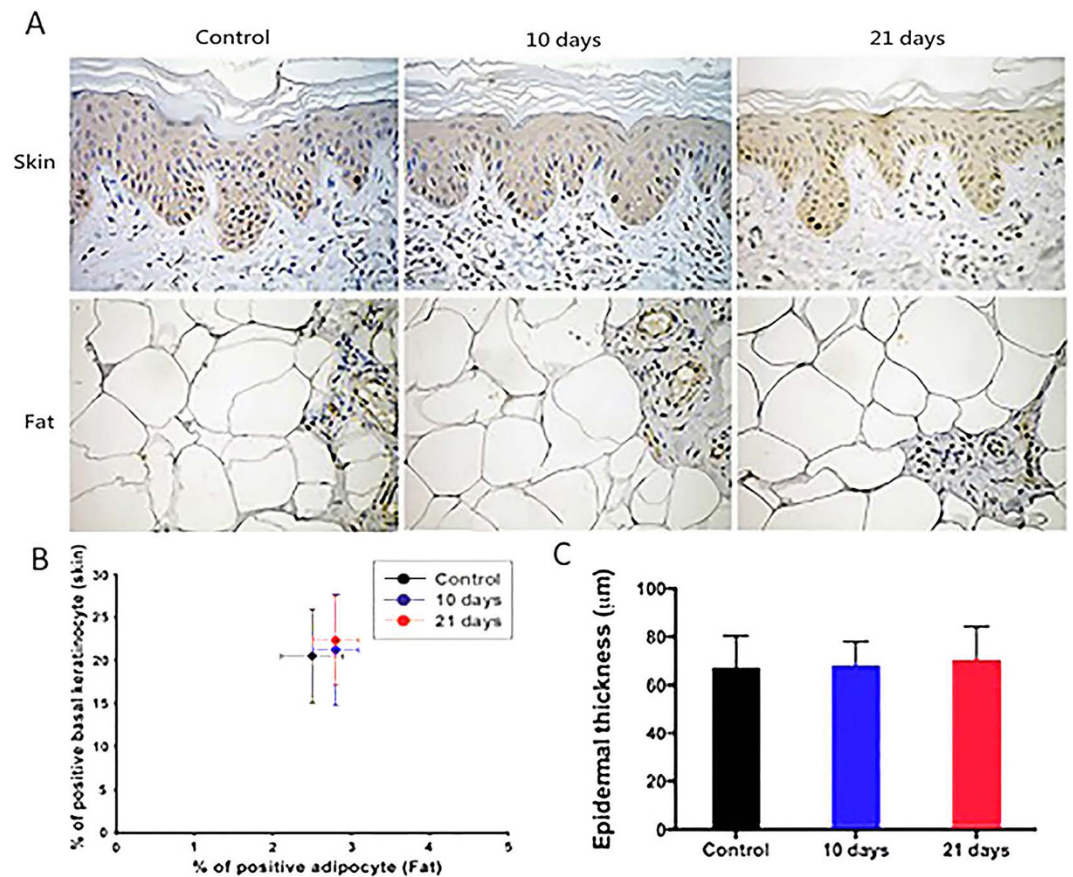 A
Control 10 days 21 days
Skin
Fat
B
% of positive basal keratinocyte (skin)
30
25
20
15
10
5
0
0 1 2 3 4 5
% of positive adipocyte (Fat)
Control
10 days
21 days
C
Epidermal thickness (µm)
100
80
60
40
20
0
Control 10 days 21 days